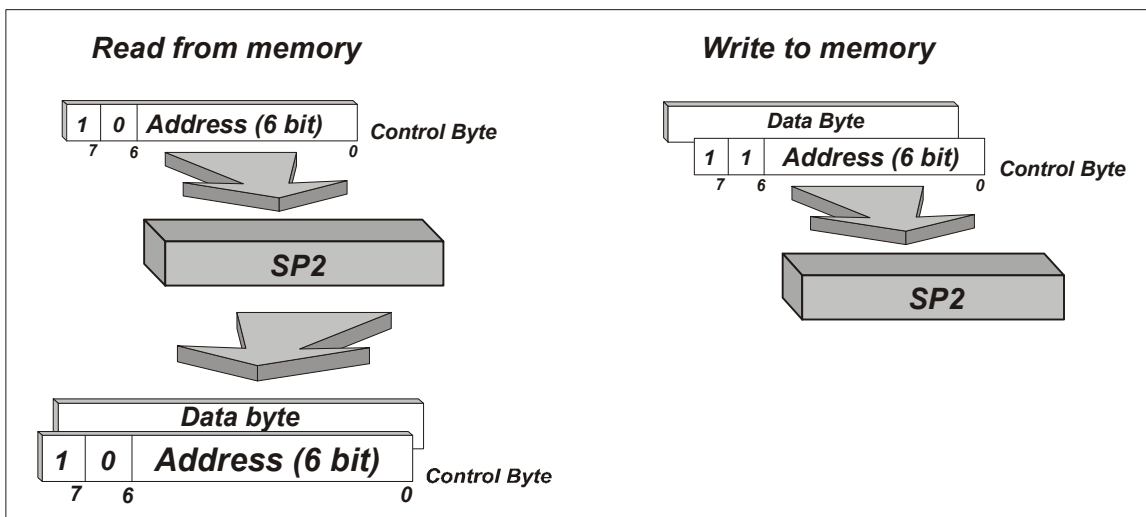 Read from memory
1 0 Address (6 bit) Control Byte
7 6 0
SP2
Data byte
1 0 Address (6 bit) Control Byte
7 6 0
Write to memory
Data Byte
1 1 Address (6 bit) Control Byte
7 6 0
SP2